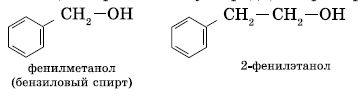 CH₂–OH
CH₂–CH₂–OH
фенилметанол
(бензиловый спирт)
2-фенилэтанол